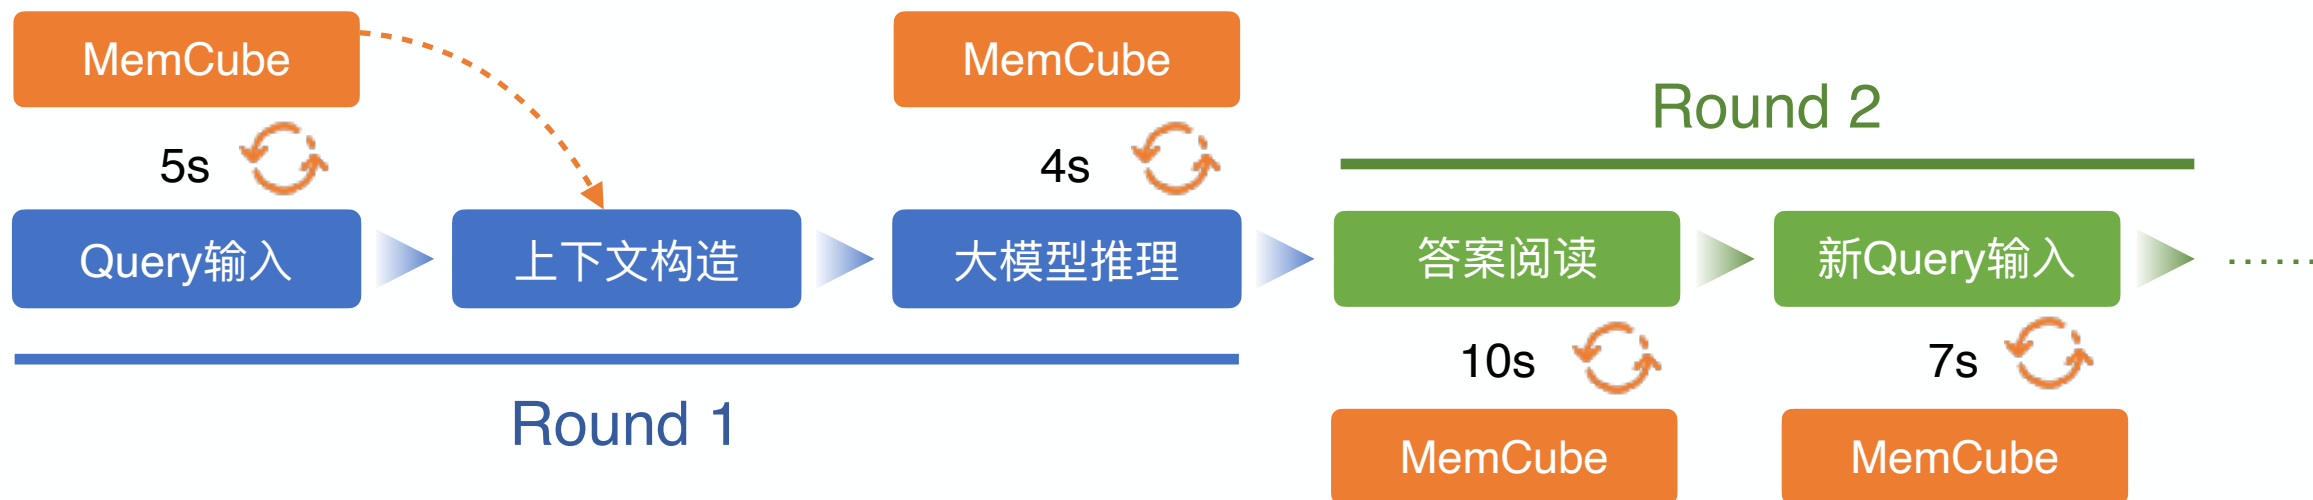 MemCube
MemCube
5s
4s
Round 2
Query输入
上下文构造
大模型推理
答案阅读
新Query输入
......
Round 1
10s
7s
MemCube
MemCube